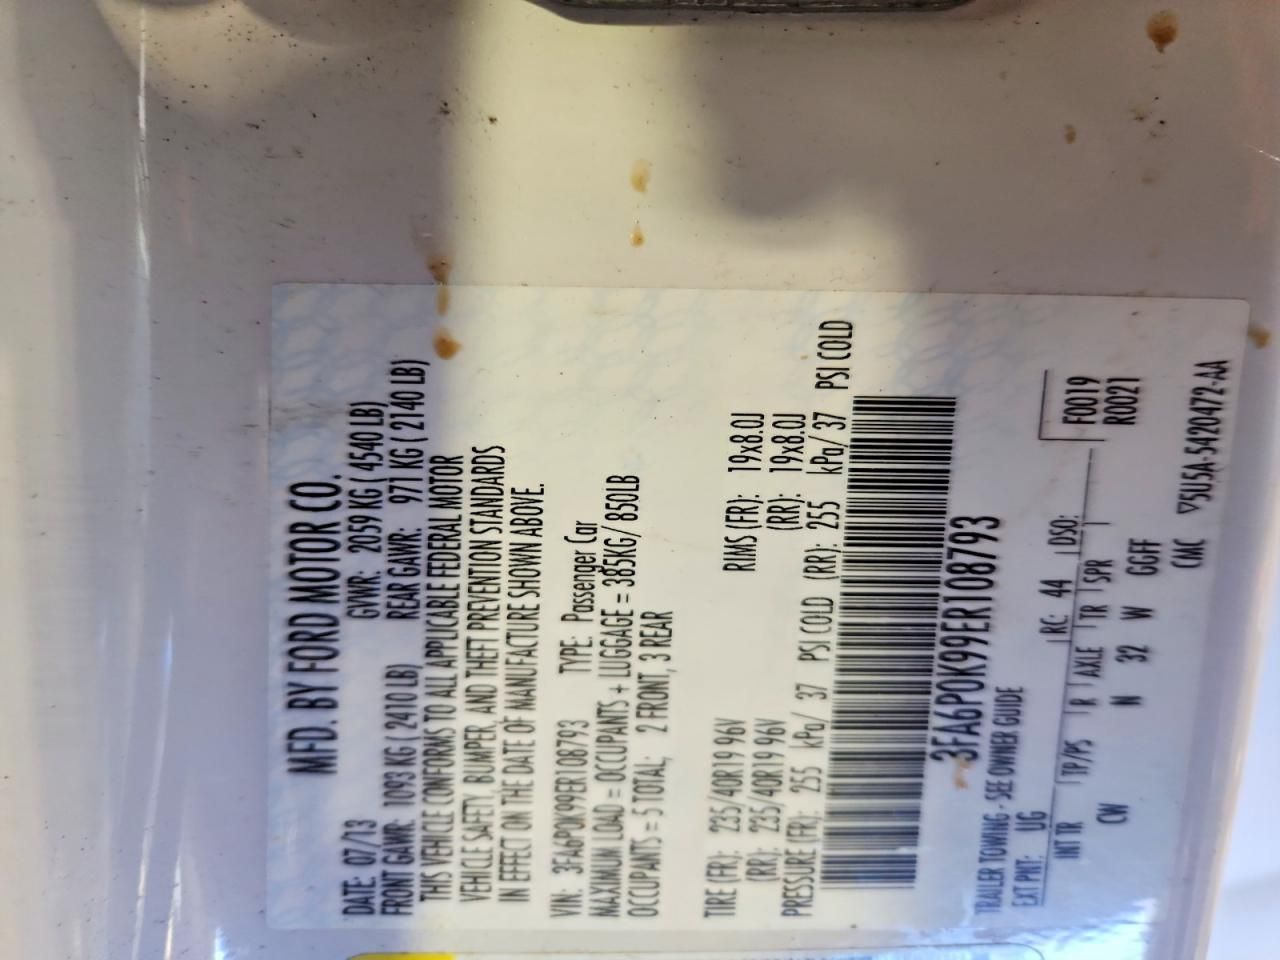 MFD. BY FORD MOTOR CO.
DATE: 07/13 GVWR: 2059 KG ( 4540 LB)
FRONT GAWR: 1093 KG ( 2410 LB) REAR GAWR: 971 KG ( 2140 LB)
THIS VEHICLE CONFORMS TO ALL APPLICABLE FEDERAL MOTOR
VEHICLE SAFETY, BUMPER, AND THEFT PREVENTION STANDARDS
IN EFFECT ON THE DATE OF MANUFACTURE SHOWN ABOVE.
VIN: 3FA6P0K99ER108793 TYPE: Passenger Car
MAXIMUM LOAD = OCCUPANTS + LUGGAGE = 385KG/ 850LB
OCCUPANTS = 5 TOTAL; 2 FRONT, 3 REAR
TIRE (FR): 235/40R19 96V RIMS (FR): 19x8.0J
(RR): 235/40R19 96V (RR): 19x8.0J
PRESSURE (FR): 255 kPa/ 37 PSI COLD (RR): 255 kPa/ 37 PSI COLD
3FA6P0K99ER108793
TRAILER TOWING - SEE OWNER GUIDE
EXT PNT: UG RC: 44 DSO:
INT TR TP/PS R AXLE TR SPR F0019
CW N 32 W GGFF R0021
CMC
▽5U5A-5420472-AA